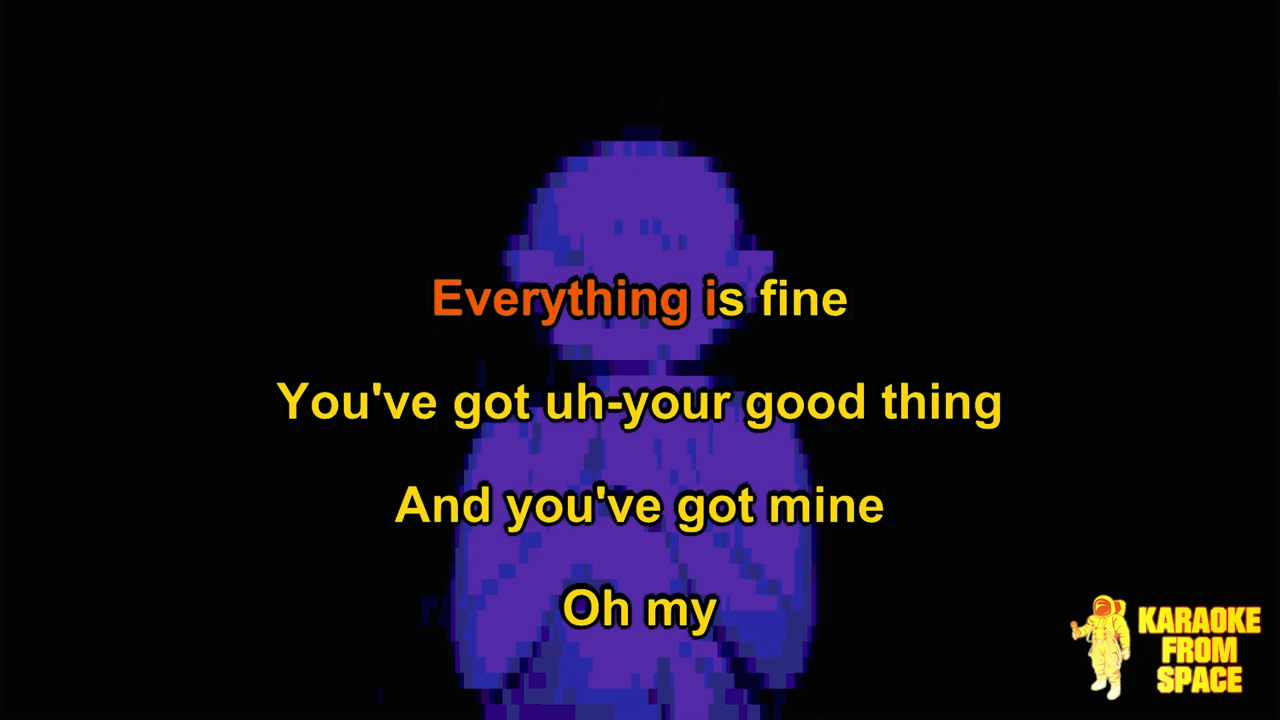 Everything is fine
You've got uh-your good thing
And you've got mine
Oh my
KARAOKE
FROM
SPACE